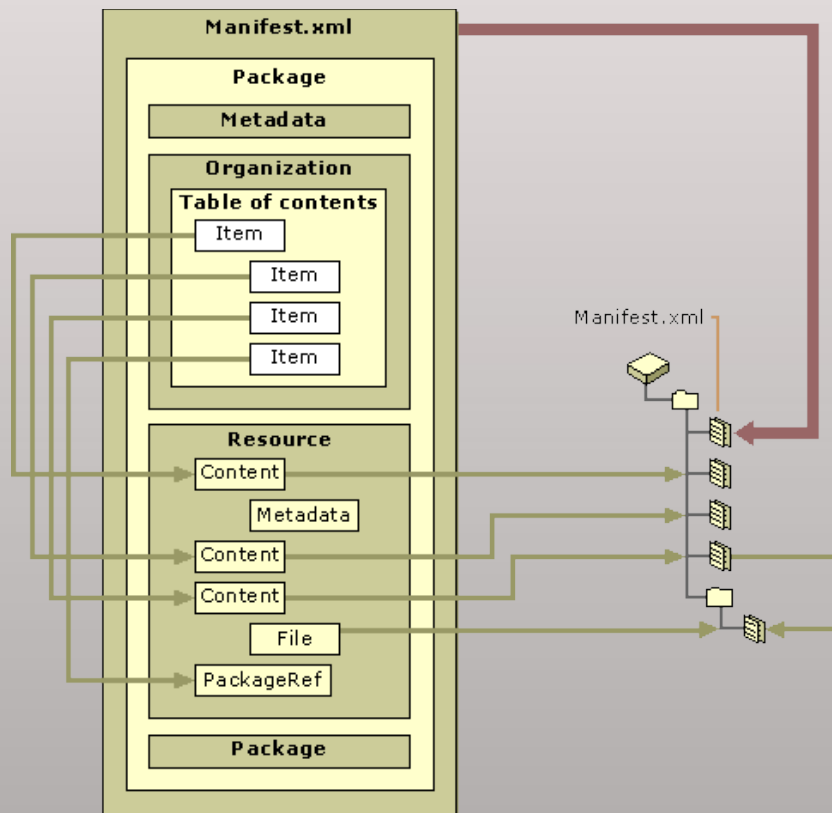 Manifest.xml
Package
Metadata
Organization
Table of contents
Item
Item
Item
Item
Manifest.xml
Resource
Content
Metadata
Content
Content
File
PackageRef
Package